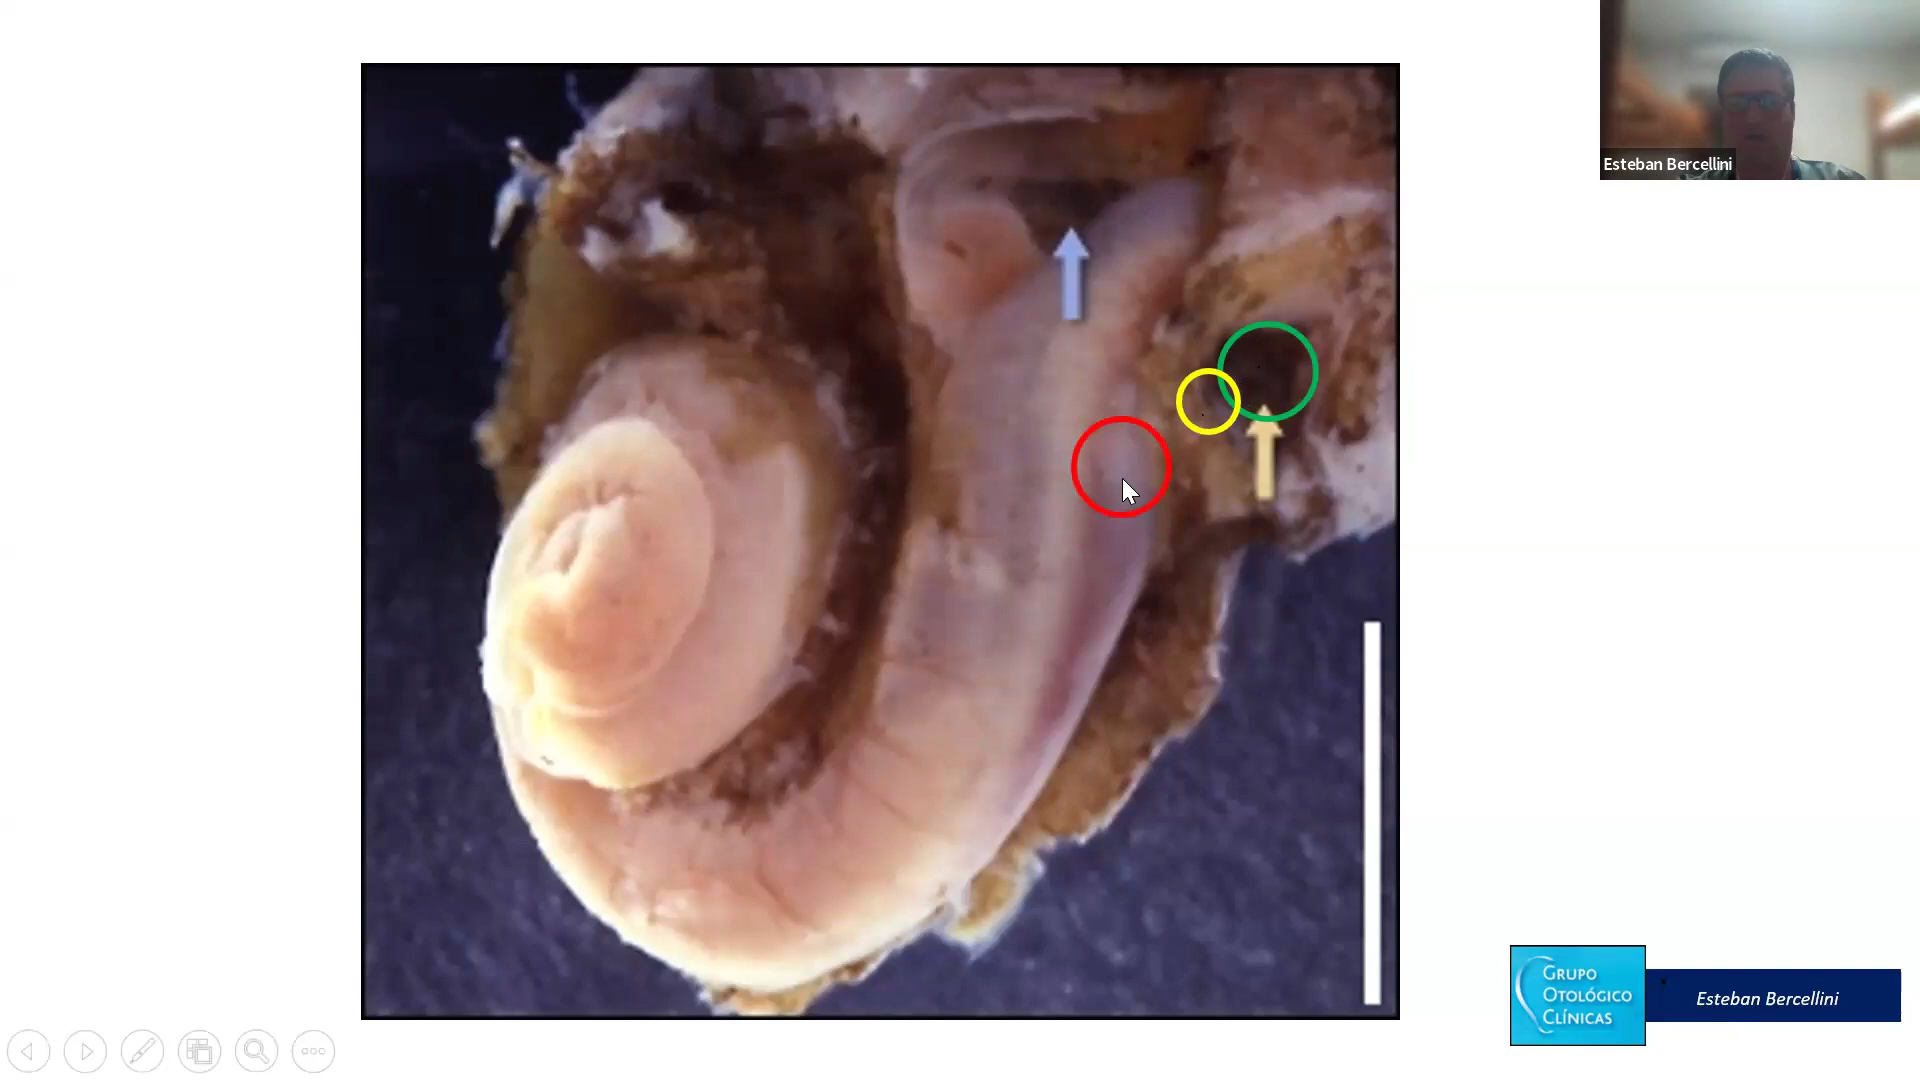 Esteban Bercellini
GRUPO
OTOLÓGICO
CLÍNICAS
Esteban Bercellini